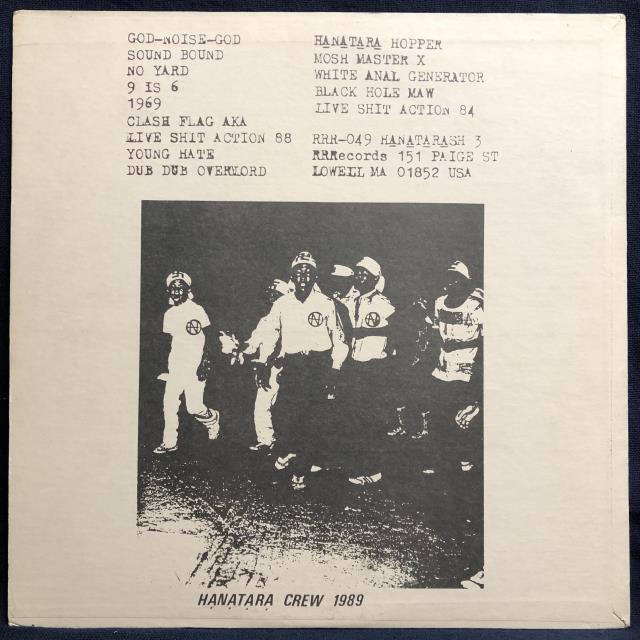 GOD-NOISE-GOD
SOUND BOUND
NO YARD
9 IS 6
1969
CLASH FLAG AKA
LIVE SHIT ACTION 88
YOUNG HATE
DUB DUB OVERLORD
HANATARA HOPPER
MOSH MASTER X
WHITE ANAL GENERATOR
BLACK HOLE MAW
LIVE SHIT ACTION 84
RRR-049 HANATARASH 3
RRRecords 151 PAIGE ST
LOWELL MA 01852 USA
HANATARA CREW 1989